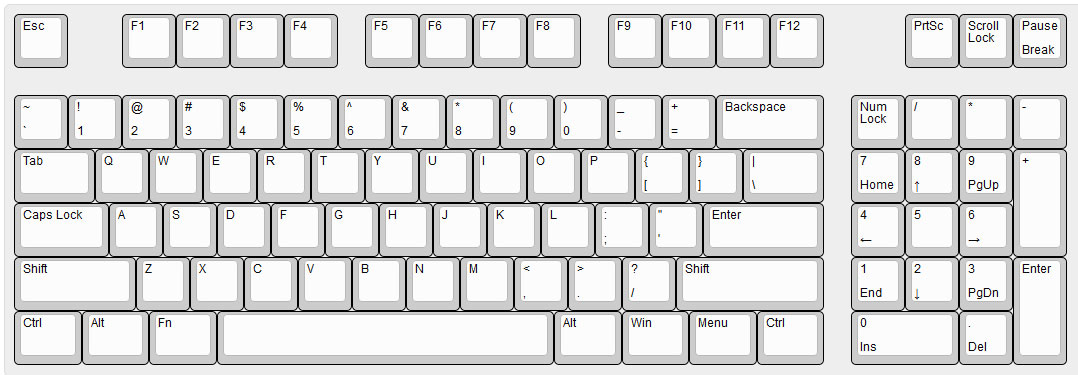 Esc F1 F2 F3 F4 F5 F6 F7 F8 F9 F10 F11 F12 PrtSc Scroll Pause
Lock
Break
~ ! @ # $ % ^ & * ( ) _ + Backspace Num / * -
Lock
` 1 2 3 4 5 6 7 8 9 0 - =
Tab Q W E R T Y U I O P { } | 7 8 9 +
[ ] \ Home ↑ PgUp
Caps Lock A S D F G H J K L : " Enter 4 5 6
; ' ← →
Shift Z X C V B N M < > ? Shift 1 2 3 Enter
, . / End ↓ PgDn
Ctrl Alt Fn Alt Win Menu Ctrl 0 .
Ins Del